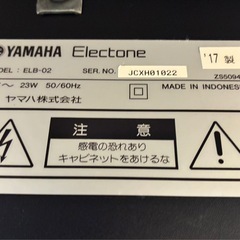 YAMAHA Electone
DEL : ELB-02 SERI NO. JCXH01022 '17 製
～ 23W 50/60Hz ZS5094
ヤマハ株式会社 MADE IN INDONES
注意
感電の恐れあり
キャビネットをあけるな